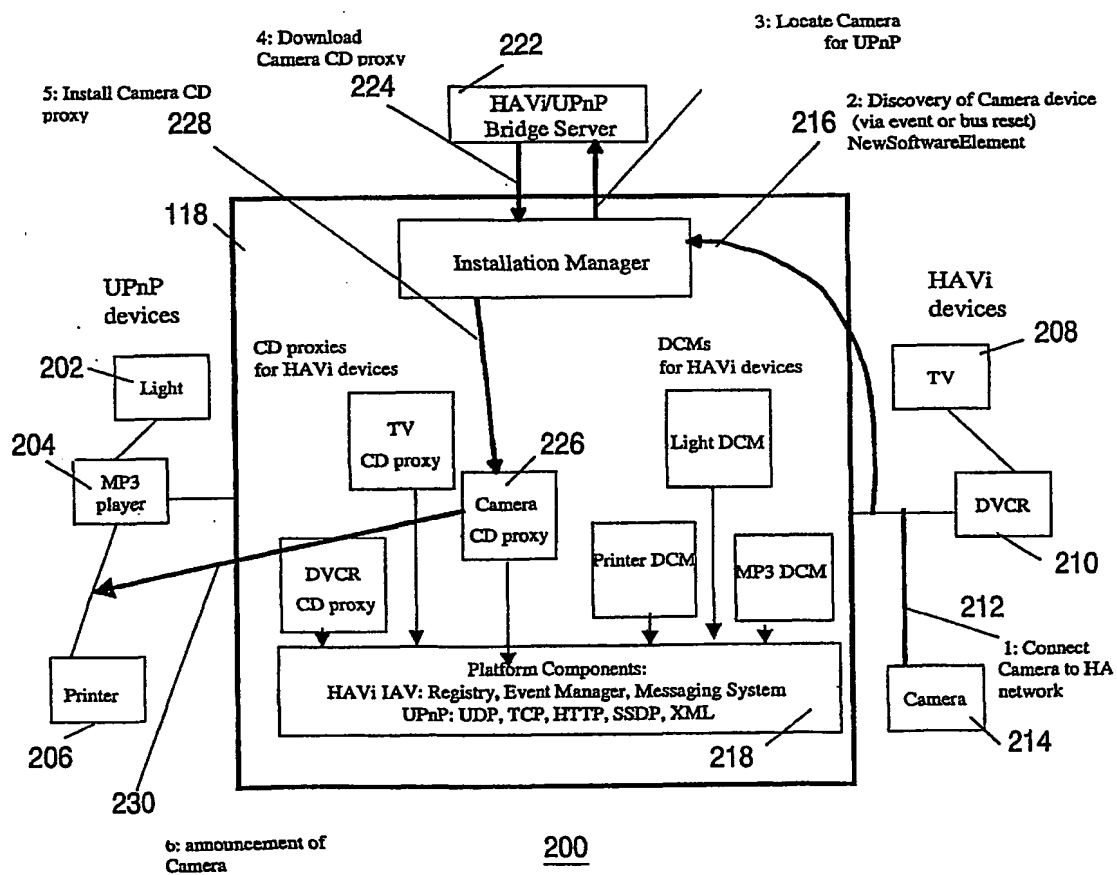 4: Download
Camera CD proxy
224
222
3: Locate Camera
for UPnP
5: Install Camera CD
proxy
228
HAVi/UPnP
Bridge Server
216
2: Discovery of Camera device
(via event or bus reset)
NewSoftwareElement
118
Installation Manager
UPnP
devices
HAVi
devices
202
Light
CD proxies
for HAVi devices
DCMs
for HAVi devices
208
TV
204
MP3
player
TV
CD proxy
226
Camera
CD proxy
Light DCM
DVCR
210
DVCR
CD proxy
Printer DCM
MP3 DCM
212
1: Connect
Camera to HA
network
Printer
206
Platform Components:
HAVi IAV: Registry, Event Manager, Messaging System
UPnP: UDP, TCP, HTTP, SSDP, XML
218
Camera
214
230
6: announcement of
Camera
200